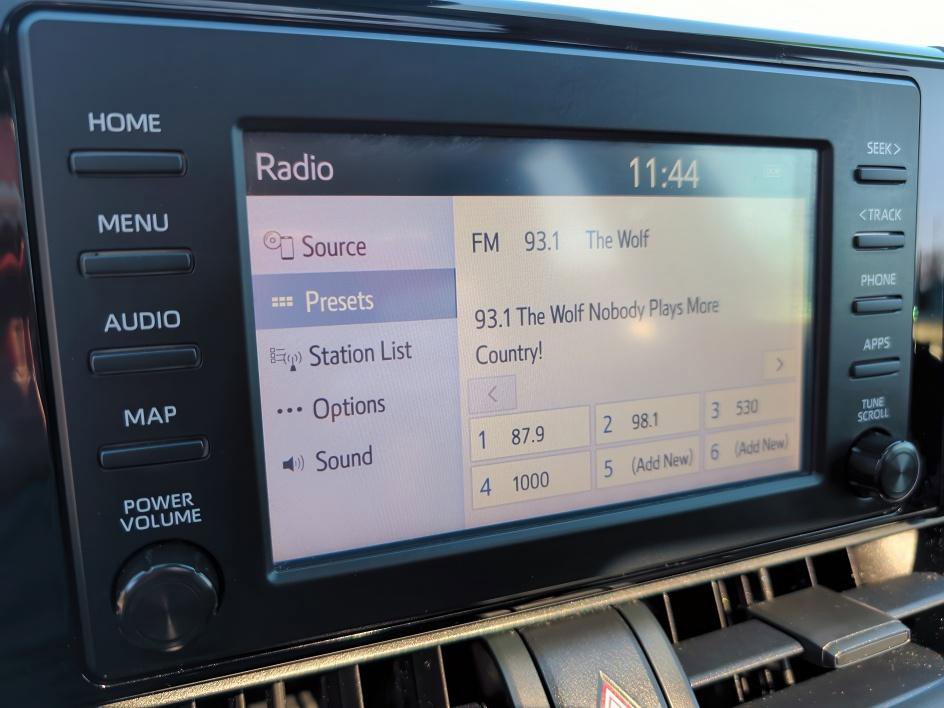 HOME
MENU
AUDIO
MAP
POWER
VOLUME
Radio 11:44
Source
Presets
Station List
Options
Sound
FM 93.1 The Wolf
93.1 The Wolf Nobody Plays More
Country!
< >
1 87.9 2 98.1 3 530
4 1000 5 (Add New) 6 (Add New)
SEEK>
<TRACK
PHONE
APPS
TUNE
SCROLL